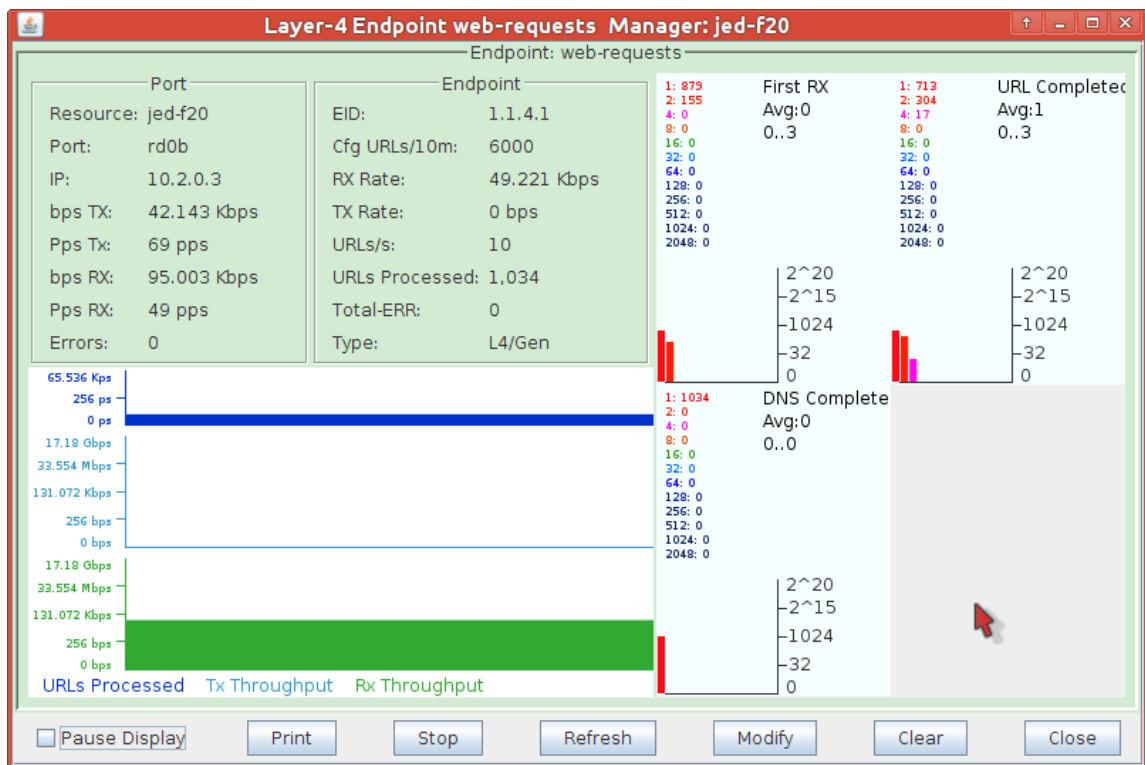 Layer-4 Endpoint web-requests Manager: jed-f20
Endpoint: web-requests
Port
Resource: jed-f20
Port: rd0b
IP: 10.2.0.3
bps TX: 42.143 Kbps
Pps Tx: 69 pps
bps RX: 95.003 Kbps
Pps RX: 49 pps
Errors: 0
Endpoint
EID: 1.1.4.1
Cfg URLs/10m: 6000
RX Rate: 49.221 Kbps
TX Rate: 0 bps
URLs/s: 10
URLs Processed: 1,034
Total-ERR: 0
Type: L4/Gen
1: 879
2: 155
4: 0
8: 0
16: 0
32: 0
64: 0
128: 0
256: 0
512: 0
1024: 0
2048: 0
First RX
Avg:0
0..3
2^20
2^15
1024
32
0
1: 713
2: 304
4: 17
8: 0
16: 0
32: 0
64: 0
128: 0
256: 0
512: 0
1024: 0
2048: 0
URL Completed
Avg:1
0..3
2^20
2^15
1024
32
0
65.536 Kps
256 ps
0 ps
17.18 Gbps
33.554 Mbps
131.072 Kbps
256 bps
0 bps
17.18 Gbps
33.554 Mbps
131.072 Kbps
256 bps
0 bps
URLs Processed Tx Throughput Rx Throughput
1: 1034
2: 0
4: 0
8: 0
16: 0
32: 0
64: 0
128: 0
256: 0
512: 0
1024: 0
2048: 0
DNS Complete
Avg:0
0..0
2^20
2^15
1024
32
0
Pause Display Print Stop Refresh Modify Clear Close